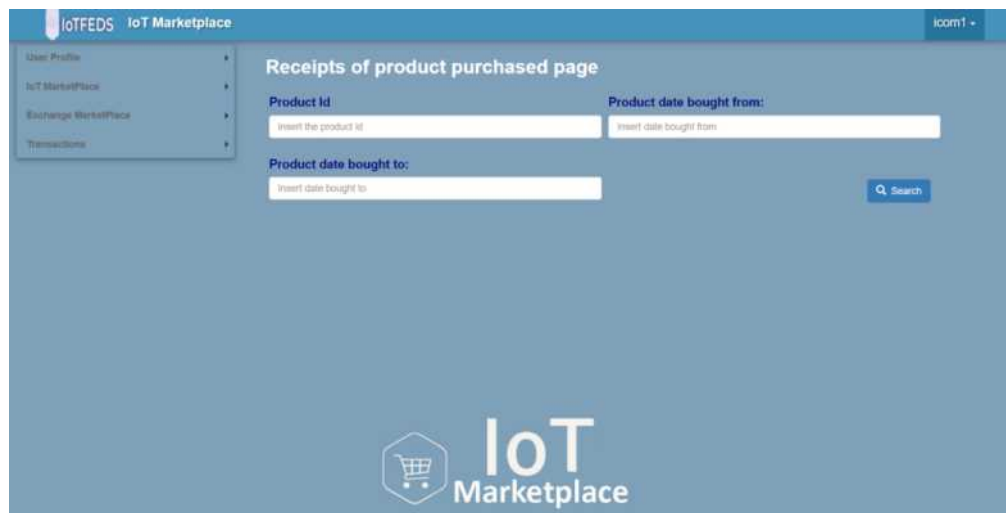 IoTFEDS IoT Marketplace
icom1
User Profile
IoT MarketPlace
Exchange MarketPlace
Transactions
Receipts of product purchased page
Product Id
Product date bought from:
Insert the product id
Insert date bought from
Product date bought to:
Insert date bought to
Search
IoT
Marketplace